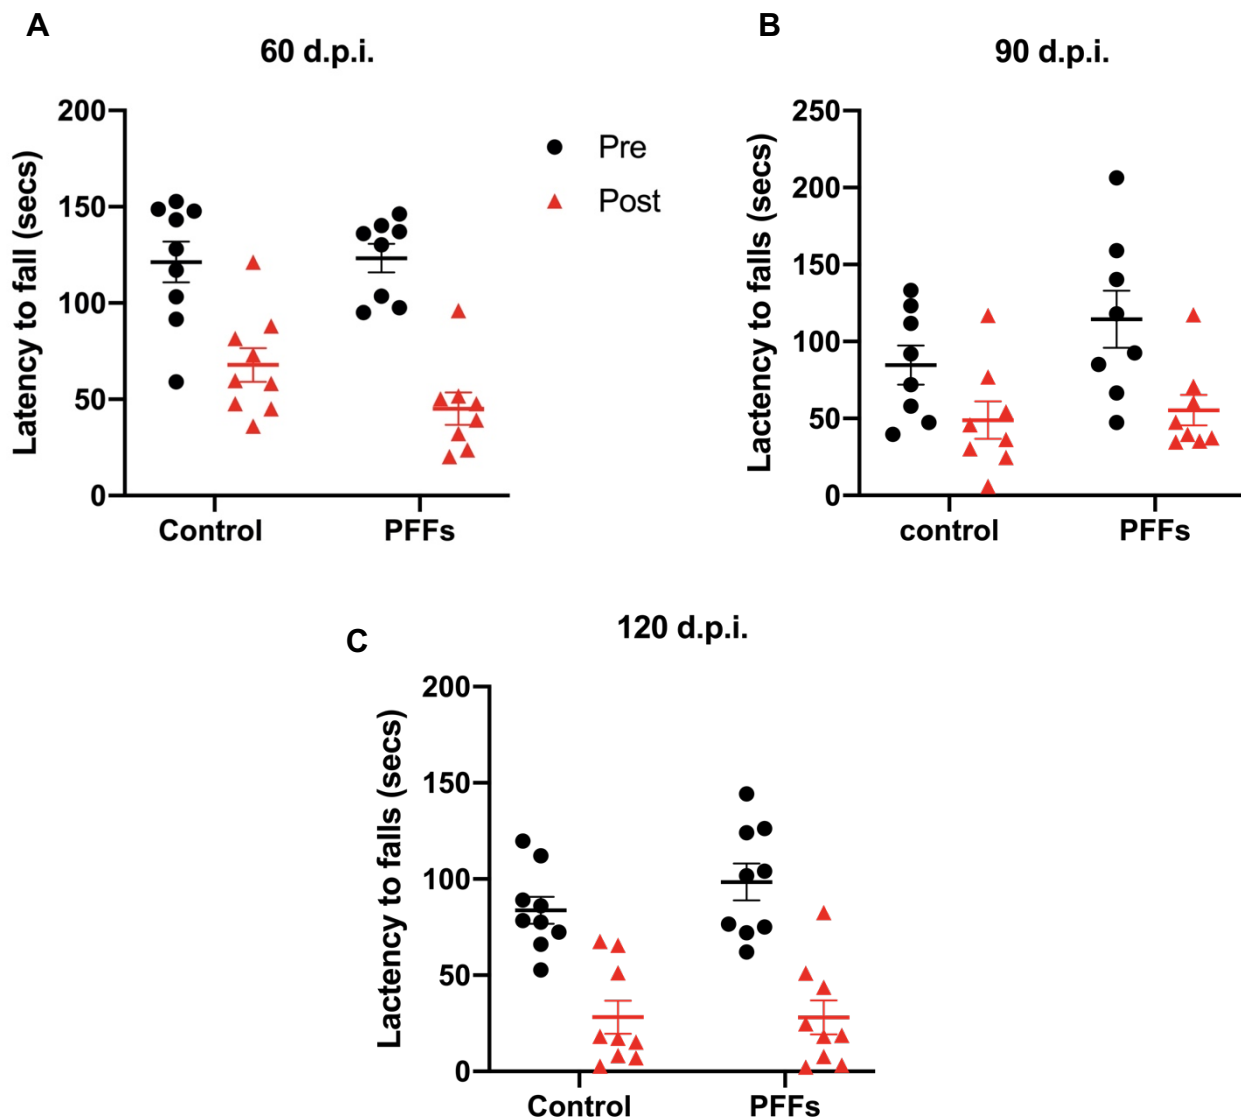 A
60 d.p.i.
Latency to fall (secs)
200
150
100
50
0
Control
PFFs
Pre
Post
B
90 d.p.i.
Lactency to falls (secs)
250
200
150
100
50
0
control
PFFs
C
120 d.p.i.
Lactency to falls (secs)
200
150
100
50
0
Control
PFFs